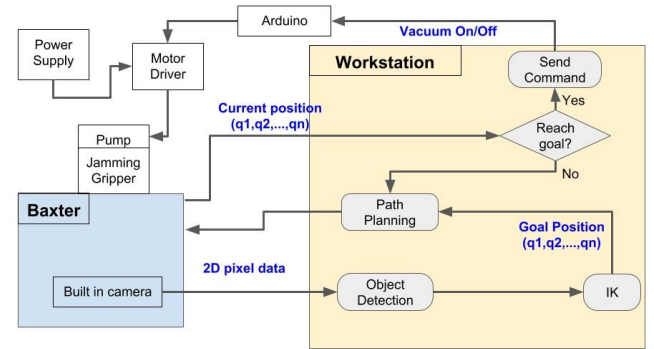 Arduino
Vacuum On/Off
Power
Supply
Motor
Driver
Workstation
Send
Command
Yes
Current position
(q1,q2,...,qn)
Reach
goal?
Pump
Jamming
Gripper
No
Baxter
Path
Planning
Goal Position
(q1,q2,...,qn)
2D pixel data
Built in camera
Object
Detection
IK